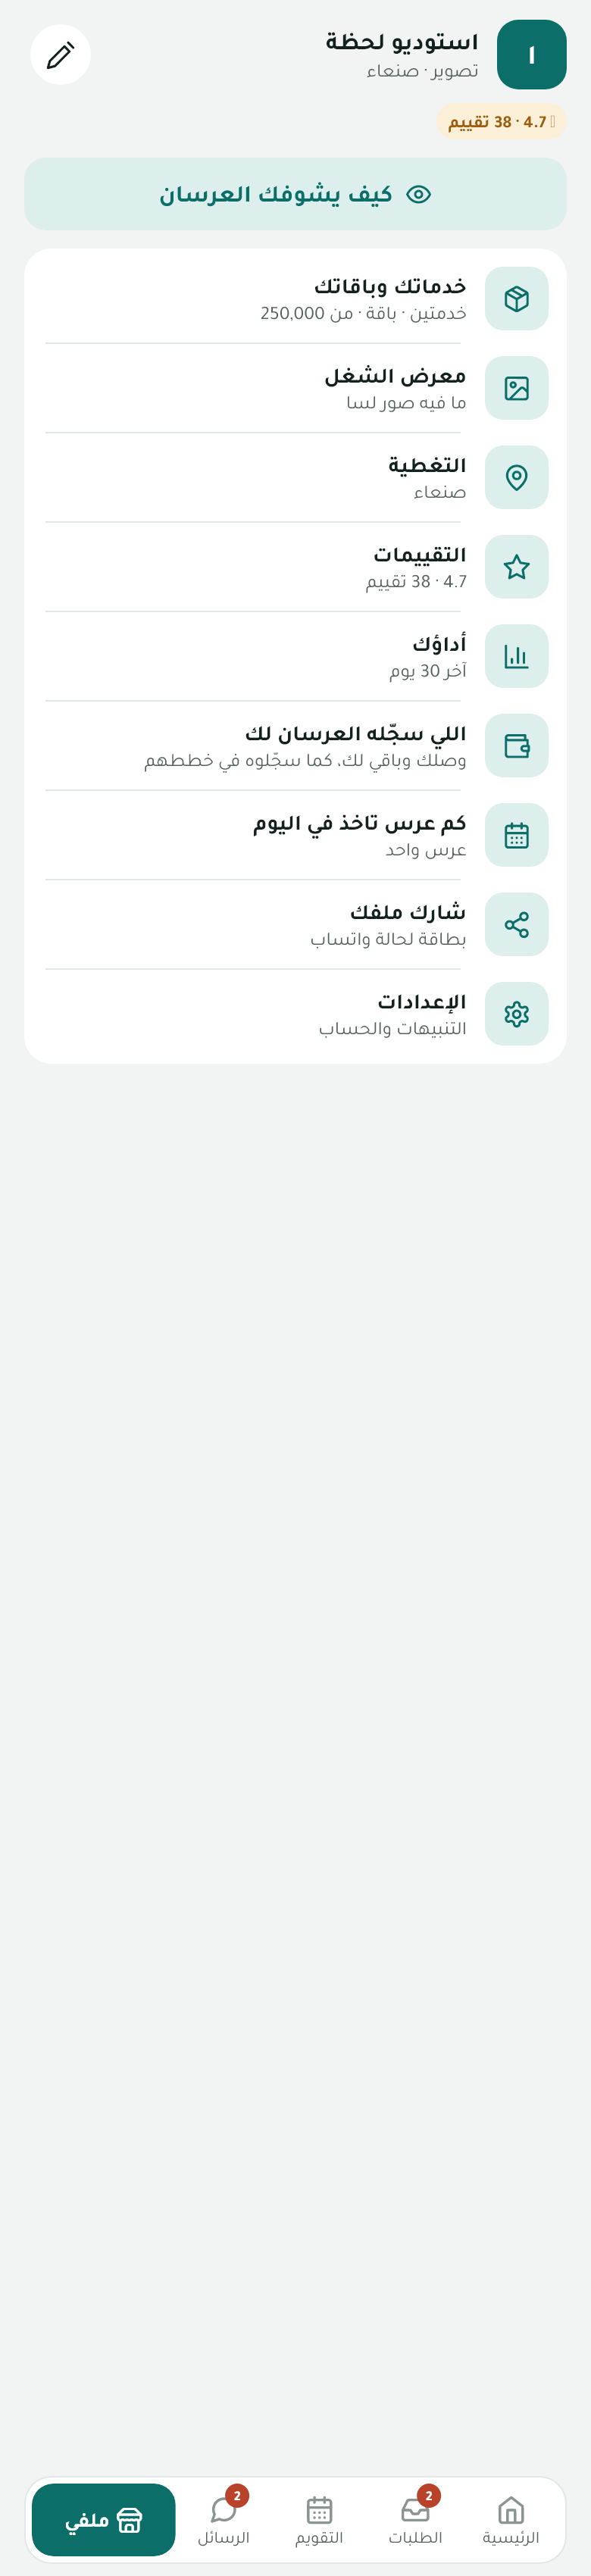 ا
استوديو لحظة
تصوير · صنعاء
4.7 · 38 تقييم
كيف يشوفك العرسان
خدماتك وباقاتك
خدمتين · باقة · من 250,000
معرض الشغل
ما فيه صور لسا
التغطية
صنعاء
التقييمات
4.7 · 38 تقييم
أداؤك
آخر 30 يوم
اللي سجّله العرسان لك
وصلك وباقي لك، كما سجّلوه في خططهم
كم عرس تاخذ في اليوم
عرس واحد
شارك ملفك
بطاقة لحالة واتساب
الإعدادات
التنبيهات والحساب
الرئيسية
2
الطلبات
التقويم
2
الرسائل
ملفي